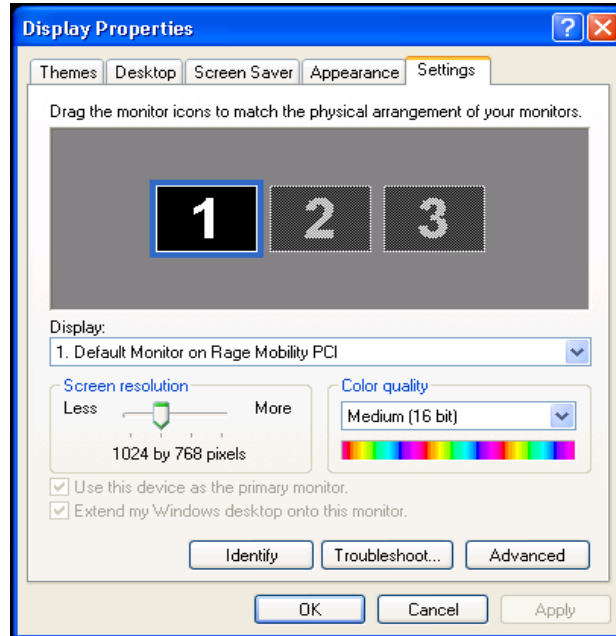 Display Properties
Themes Desktop Screen Saver Appearance Settings
Drag the monitor icons to match the physical arrangement of your monitors.
1 2 3
Display:
1. Default Monitor on Rage Mobility PCI
Screen resolution
Less More
1024 by 768 pixels
Color quality
Medium (16 bit)
Use this device as the primary monitor.
Extend my Windows desktop onto this monitor.
Identify Troubleshoot... Advanced
OK Cancel Apply